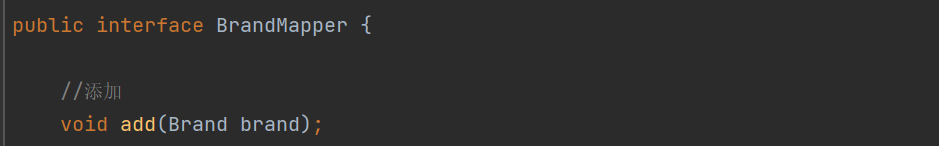 public interface BrandMapper {
//添加
void add(Brand brand);